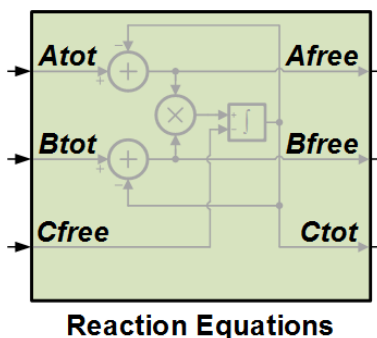 Atot Afree
Btot Bfree
Cfree Ctot
Reaction Equations